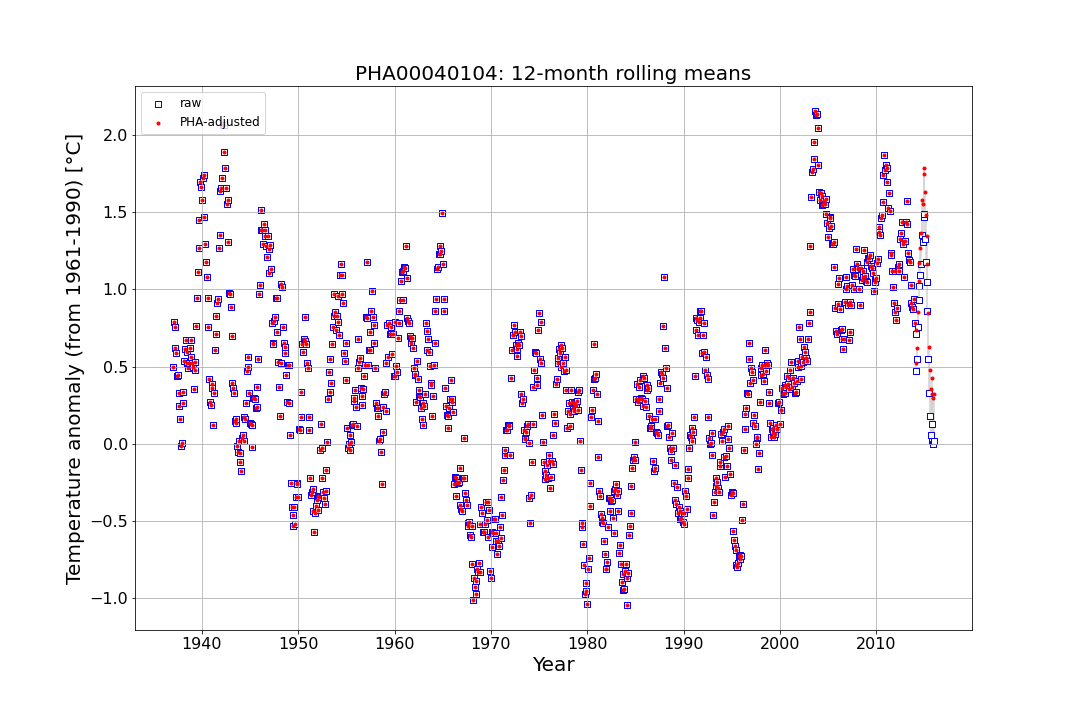 PHA00040104: 12-month rolling means
raw
PHA-adjusted
Temperature anomaly (from 1961-1990) [°C]
2.0
1.5
1.0
0.5
0.0
−0.5
−1.0
1940 1950 1960 1970 1980 1990 2000 2010
Year